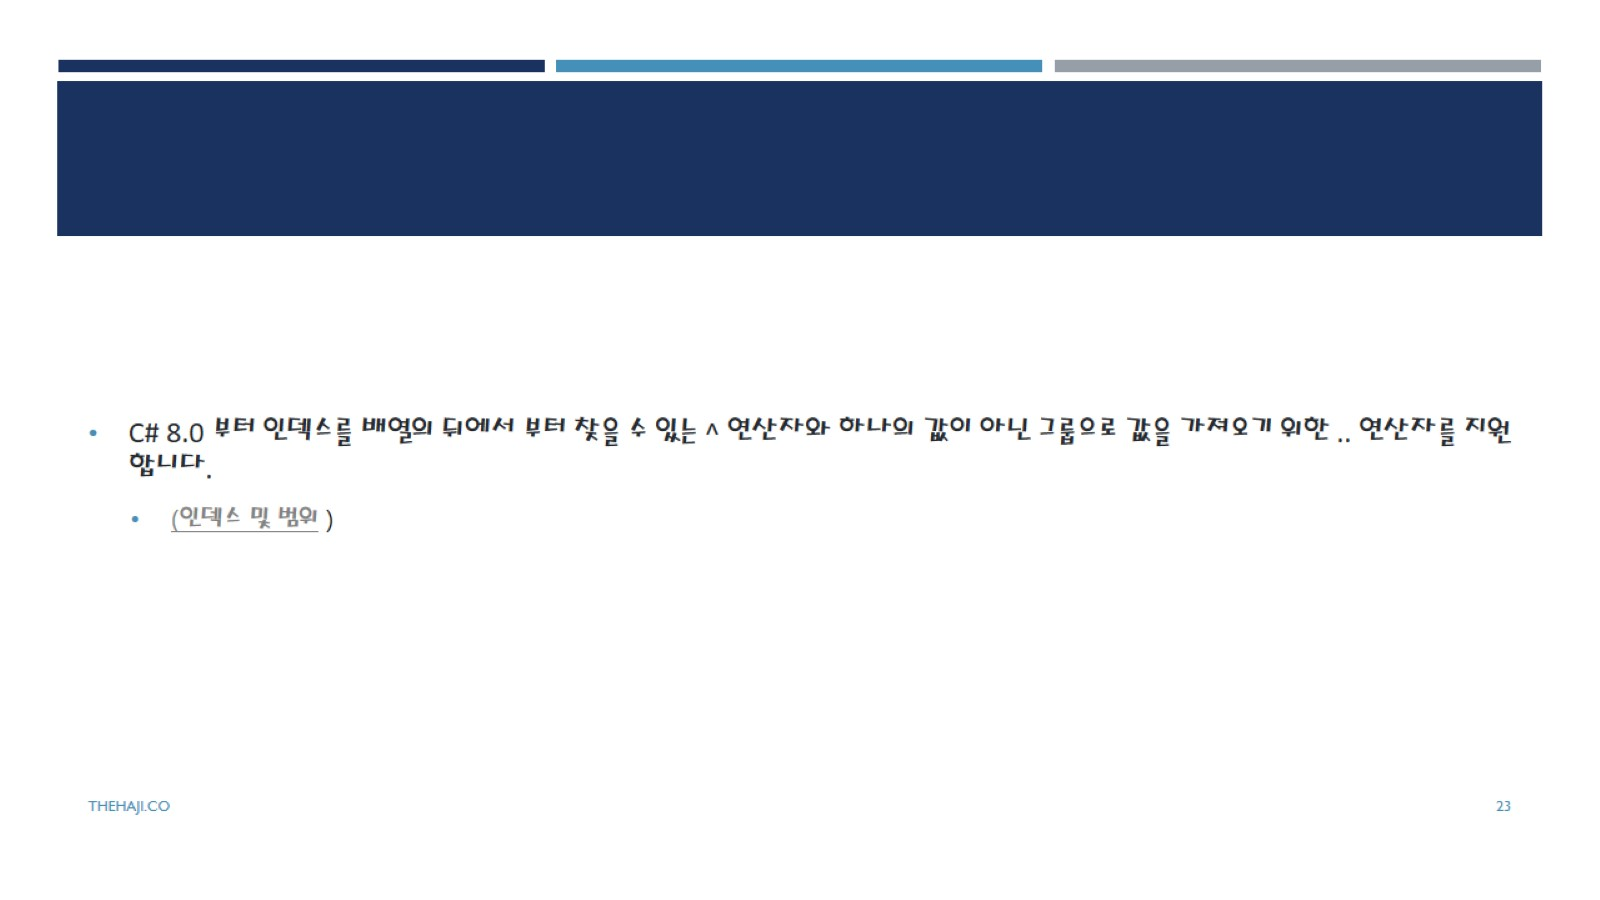 • C# 8.0 부터 인덱스를 배열의 뒤에서 부터 찾을 수 있는 ^ 연산자와 하나의 값이 아닌 그룹으로 값을 가져오기 위한 .. 연산자를 지원
합니다.
• (인덱스 및 범위 )
THEHAJI.CO
23